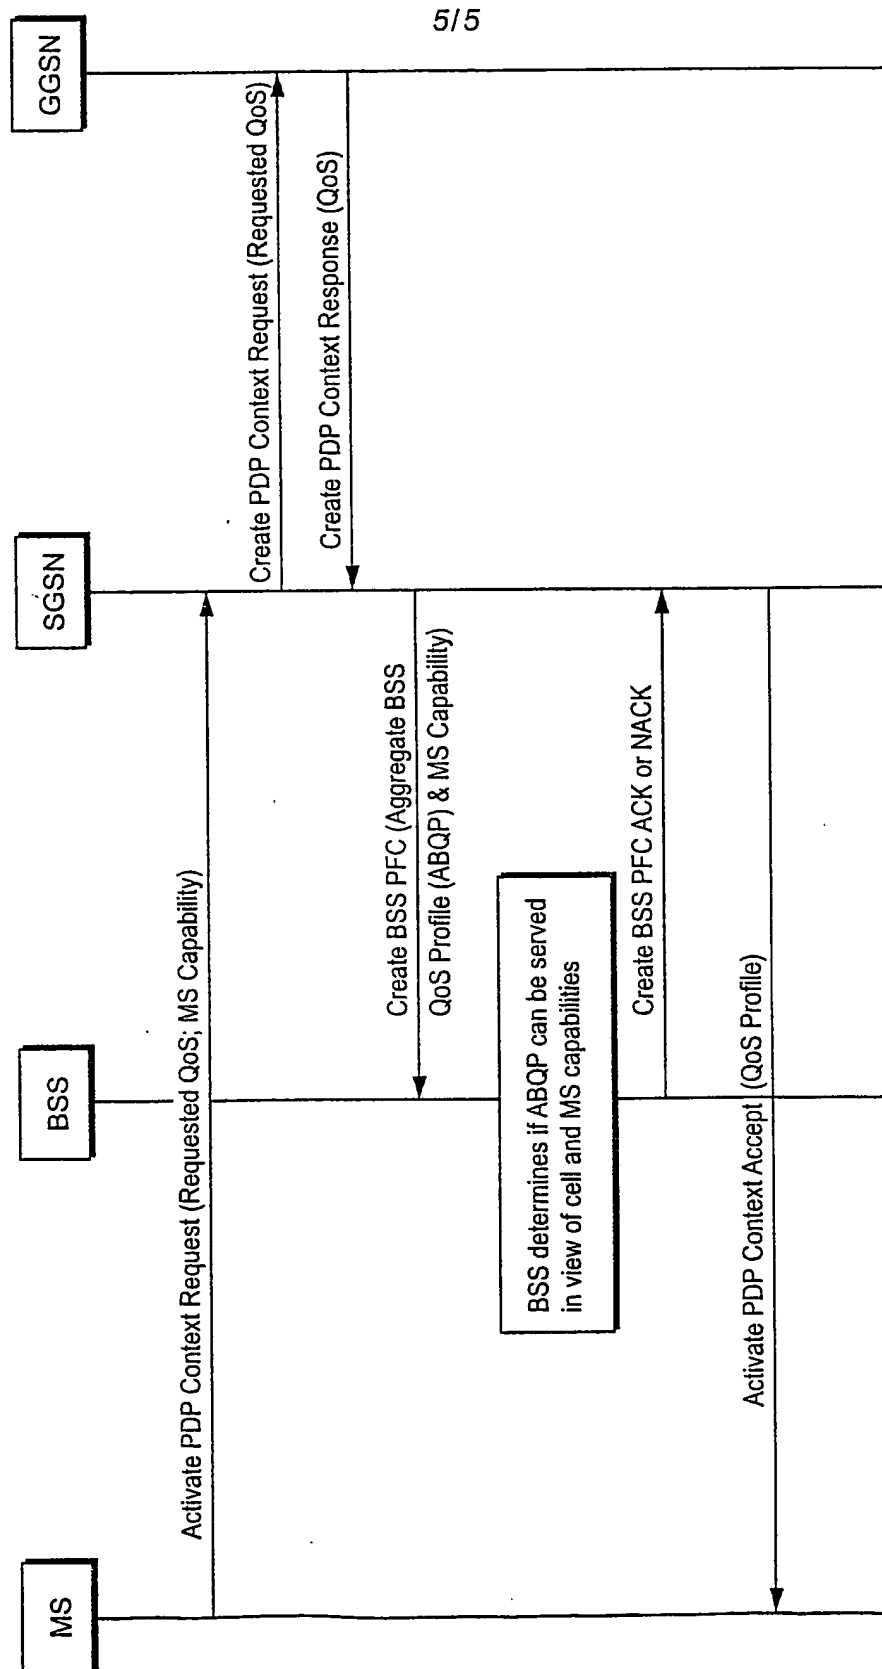 5/5
MS
BSS
SGSN
GGSN
Activate PDP Context Request (Requested QoS; MS Capability)
Create PDP Context Request (Requested QoS)
Create PDP Context Response (QoS)
Create BSS PFC (Aggregate BSS
QoS Profile (ABQP) & MS Capability)
BSS determines if ABQP can be served
in view of cell and MS capabilities
Create BSS PFC ACK or NACK
Activate PDP Context Accept (QoS Profile)